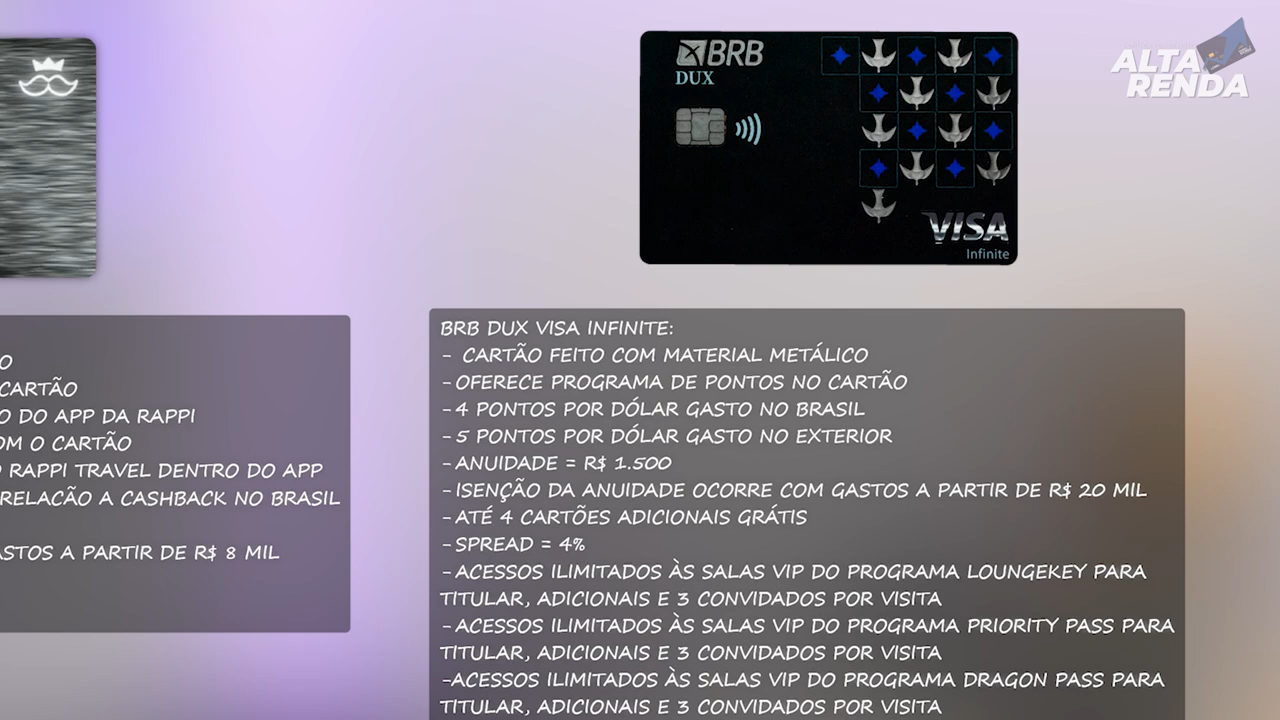 BRB
DUX
VISA
Infinite
ALTA
RENDA
O
CARTÃO
O DO APP DA RAPPI
OM O CARTÃO
RAPPI TRAVEL DENTRO DO APP
RELACÃO A CASHBACK NO BRASIL
ASTOS A PARTIR DE R$ 8 MIL
BRB DUX VISA INFINITE:
- CARTÃO FEITO COM MATERIAL METÁLICO
-OFERECE PROGRAMA DE PONTOS NO CARTÃO
-4 PONTOS POR DÓLAR GASTO NO BRASIL
-5 PONTOS POR DÓLAR GASTO NO EXTERIOR
-ANUIDADE = R$ 1.500
-ISENÇÃO DA ANUIDADE OCORRE COM GASTOS A PARTIR DE R$ 20 MIL
-ATÉ 4 CARTÕES ADICIONAIS GRÁTIS
-SPREAD = 4%
-ACESSOS ILIMITADOS ÀS SALAS VIP DO PROGRAMA LOUNGEKEY PARA
TITULAR, ADICIONAIS E 3 CONVIDADOS POR VISITA
-ACESSOS ILIMITADOS ÀS SALAS VIP DO PROGRAMA PRIORITY PASS PARA
TITULAR, ADICIONAIS E 3 CONVIDADOS POR VISITA
-ACESSOS ILIMITADOS ÀS SALAS VIP DO PROGRAMA DRAGON PASS PARA
TITULAR, ADICIONAIS E 3 CONVIDADOS POR VISITA